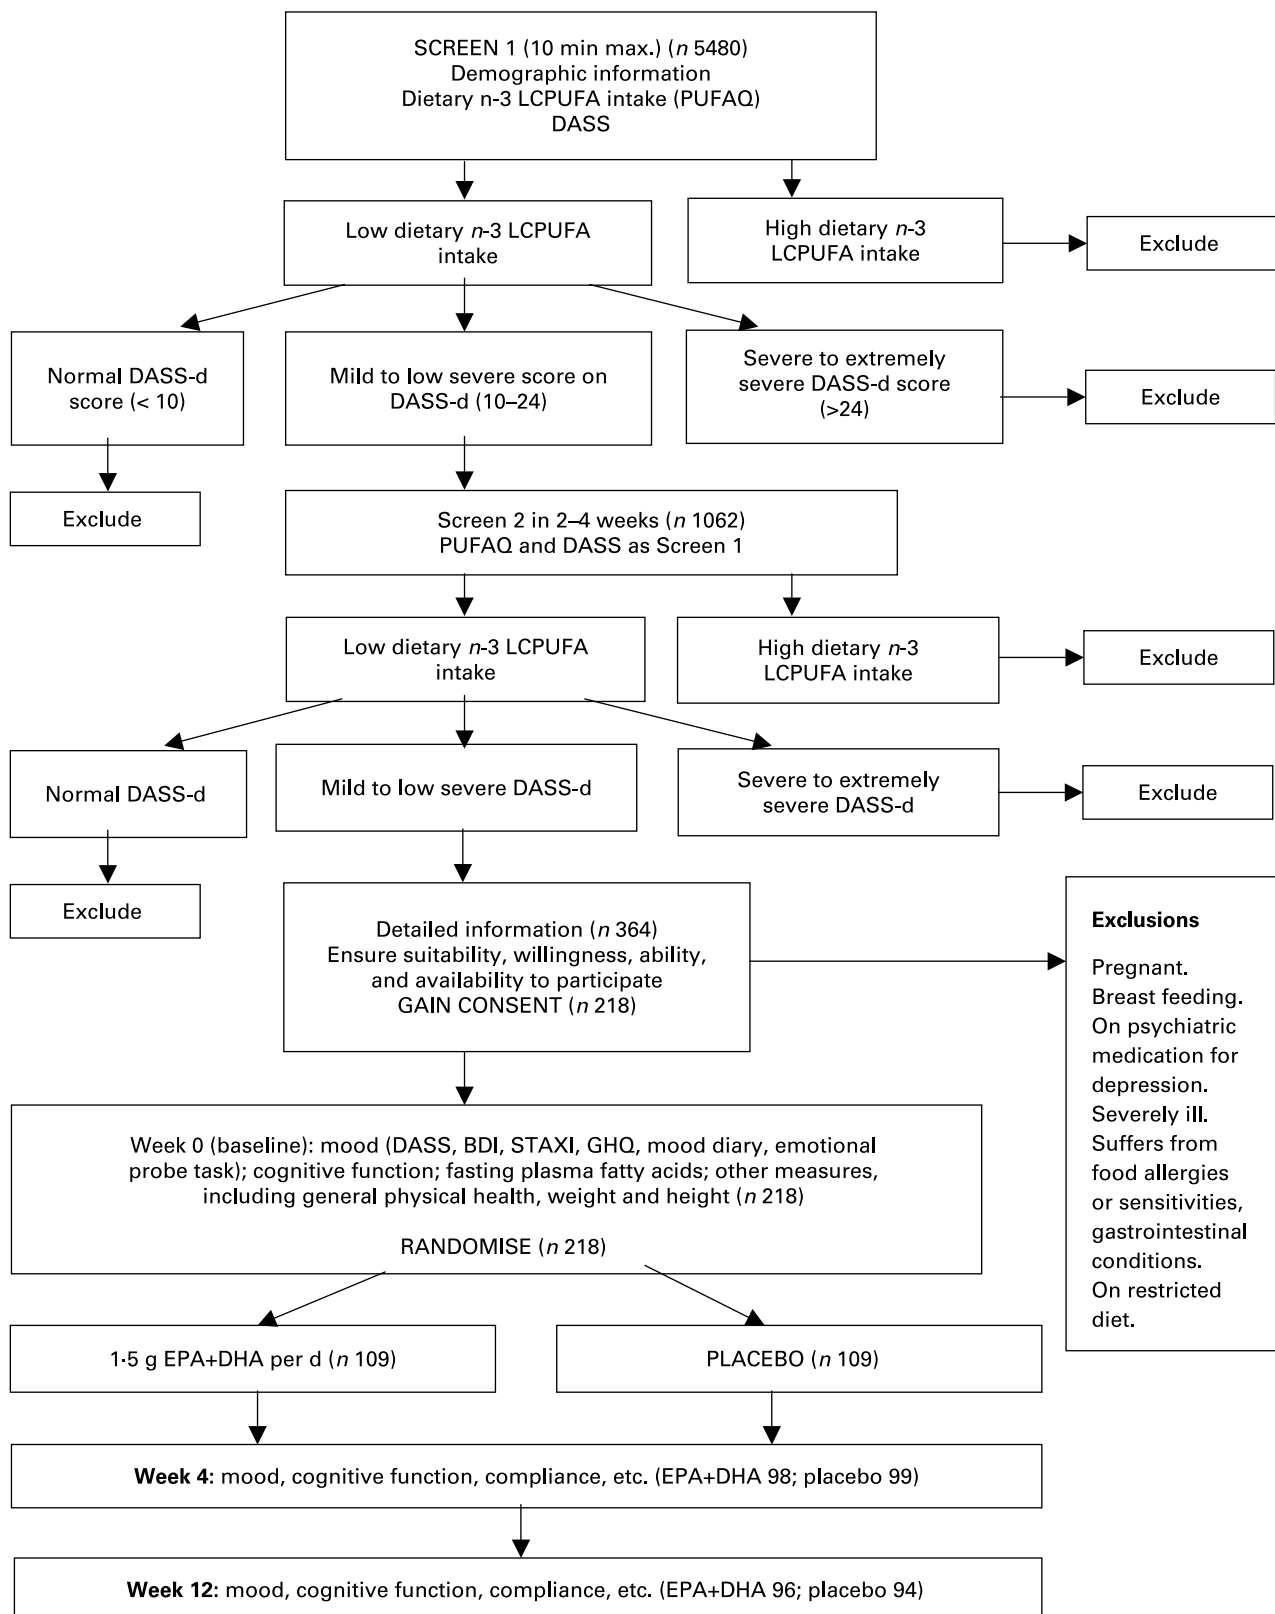 SCREEN 1 (10 min max.) (n 5480)
Demographic information
Dietary n-3 LCPUFA intake (PUFAQ)
DASS
Low dietary n-3 LCPUFA
intake
High dietary n-3
LCPUFA intake
Exclude
Normal DASS-d
score (< 10)
Mild to low severe score on
DASS-d (10–24)
Severe to extremely
severe DASS-d score
(>24)
Exclude
Exclude
Screen 2 in 2–4 weeks (n 1062)
PUFAQ and DASS as Screen 1
Low dietary n-3 LCPUFA
intake
High dietary n-3
LCPUFA intake
Exclude
Normal DASS-d
Mild to low severe DASS-d
Severe to extremely
severe DASS-d
Exclude
Exclude
Detailed information (n 364)
Ensure suitability, willingness, ability,
and availability to participate
GAIN CONSENT (n 218)
Exclusions
Pregnant.
Breast feeding.
On psychiatric
medication for
depression.
Severely ill.
Suffers from
food allergies
or sensitivities,
gastrointestinal
conditions.
On restricted
diet.
Week 0 (baseline): mood (DASS, BDI, STAXI, GHQ, mood diary, emotional
probe task); cognitive function; fasting plasma fatty acids; other measures,
including general physical health, weight and height (n 218)
RANDOMISE (n 218)
1·5 g EPA+DHA per d (n 109)
PLACEBO (n 109)
Week 4: mood, cognitive function, compliance, etc. (EPA+DHA 98; placebo 99)
Week 12: mood, cognitive function, compliance, etc. (EPA+DHA 96; placebo 94)